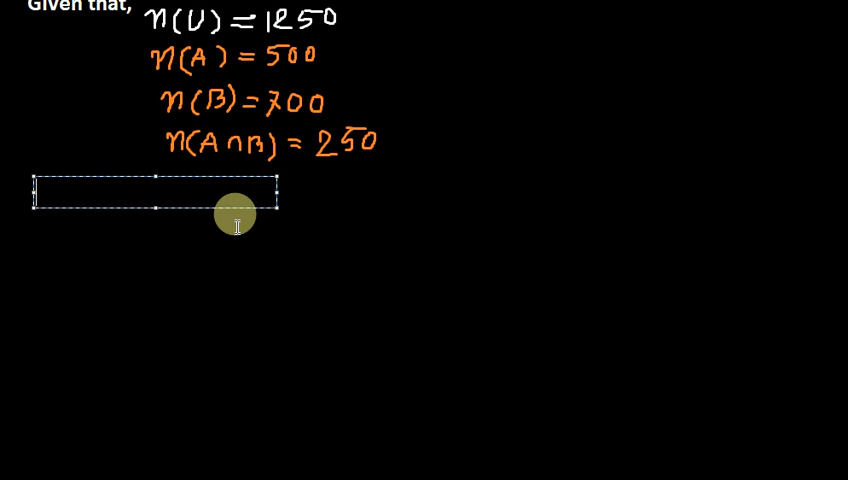 Given that, n(U) = 1250
n(A) = 500
n(B) = 700
n(A∩B) = 250